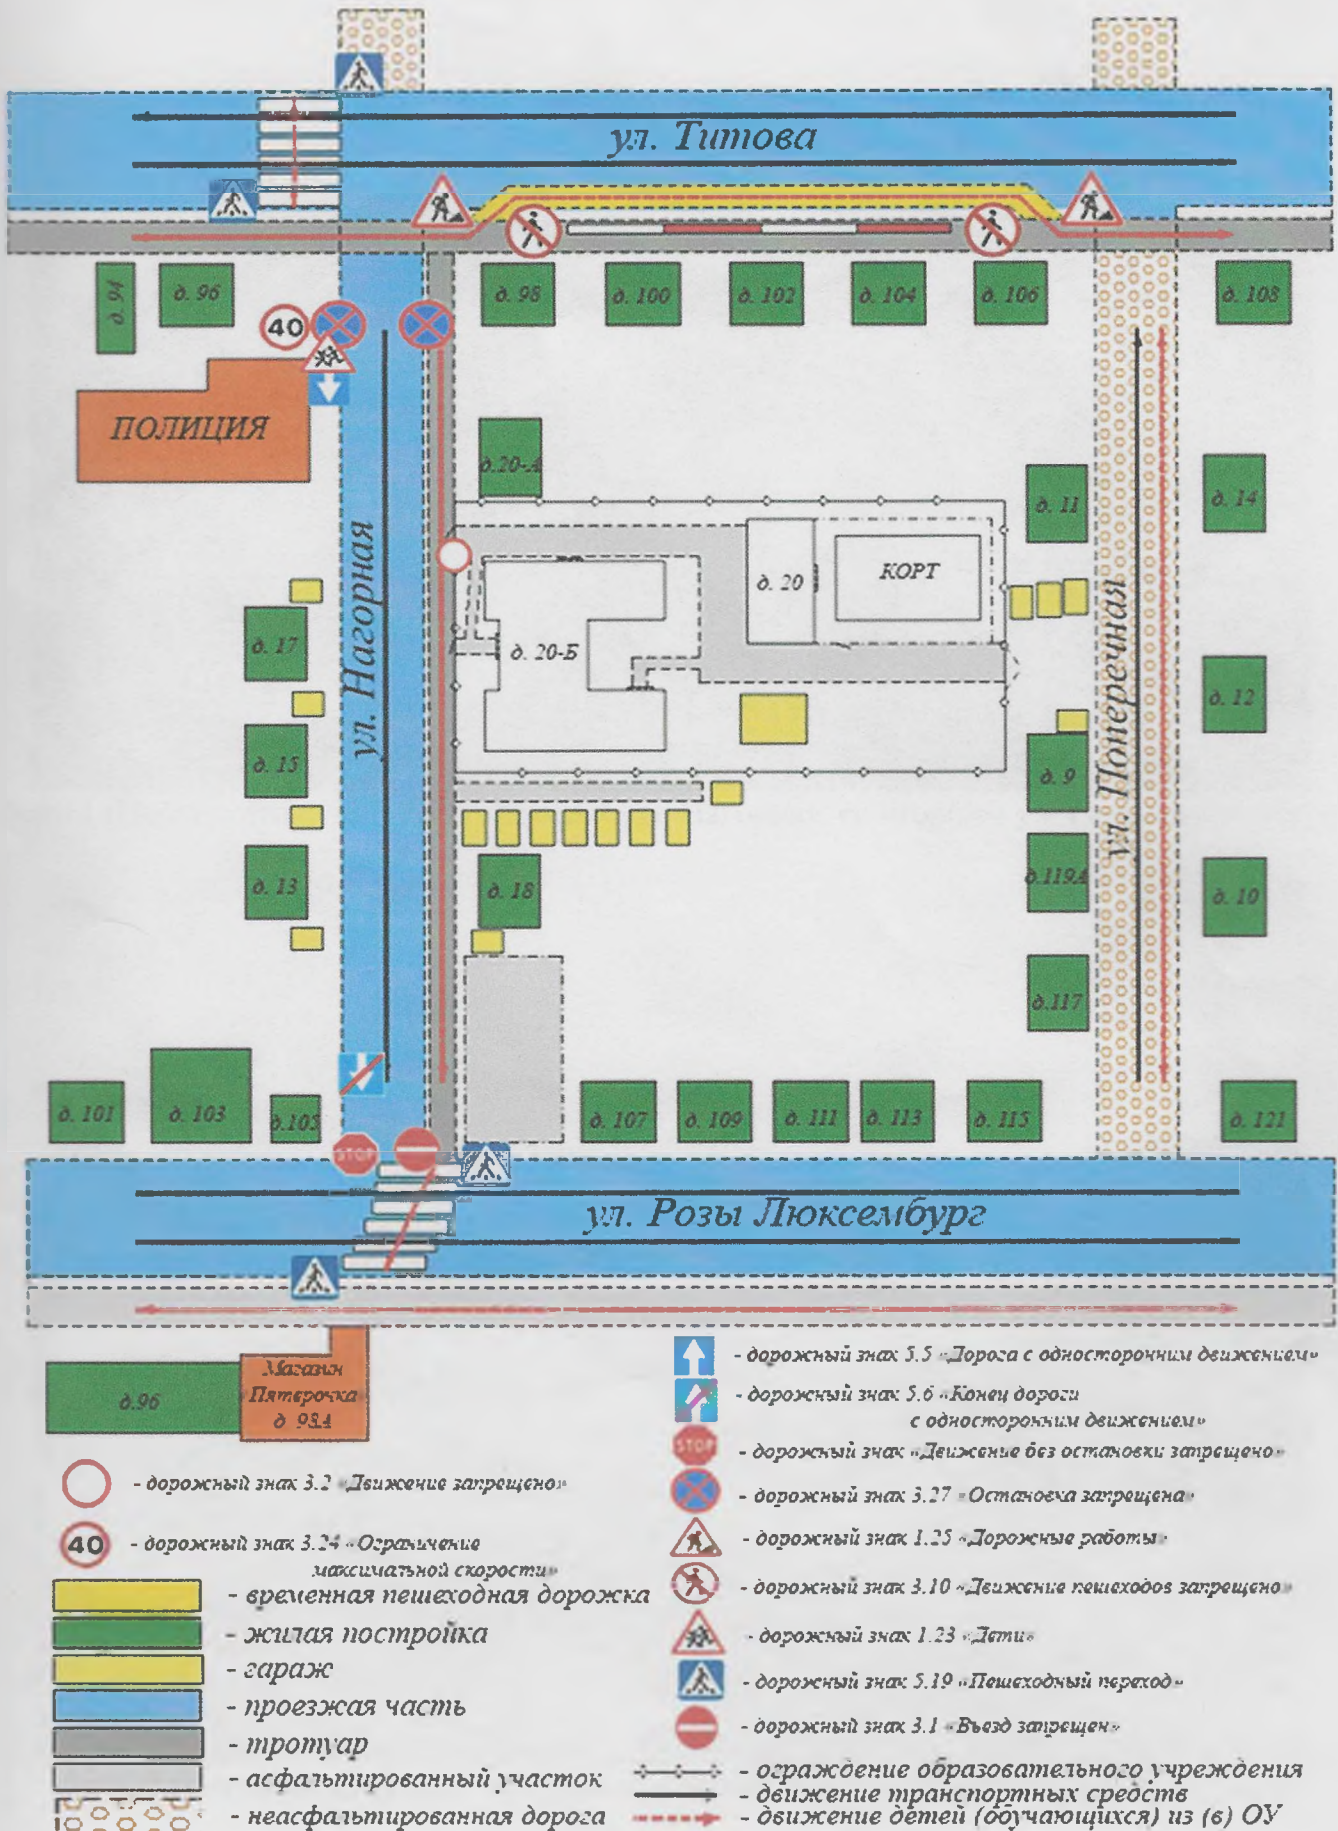 ул. Титова
д. 94
д. 96
д. 98
д. 100
д. 102
д. 104
д. 106
д. 108
40
ПОЛИЦИЯ
д.20-А
д. 11
д. 14
ул. Нагорная
д. 20
КОРТ
ул. Поперечная
д. 17
д. 20-Б
д. 12
д. 15
д. 9
д. 13
д. 18
д.119А
д. 10
д.117
д. 101
д. 103
д.105
д. 107
д. 109
д. 111
д. 113
д. 115
д. 121
STOP
ул. Розы Люксембург
д.96
Магазин
Пятерочка
д. 98А
- дорожный знак 5.5 «Дорога с односторонним движением»
- дорожный знак 5.6 «Конец дороги
с односторонним движением»
STOP - дорожный знак «Движение без остановки запрещено»
- дорожный знак 3.2 «Движение запрещено»
- дорожный знак 3.27 «Остановка запрещена»
40 - дорожный знак 3.24 «Ограничение
максимальной скорости»
- дорожный знак 1.25 «Дорожные работы»
- дорожный знак 3.10 «Движение пешеходов запрещено»
- временная пешеходная дорожка
- жилая постройка
- дорожный знак 1.23 «Дети»
- гараж
- дорожный знак 5.19 «Пешеходный переход»
- проезжая часть
- дорожный знак 3.1 «Въезд запрещен»
- тротуар
- ограждение образовательного учреждения
- асфальтированный участок
- движение транспортных средств
- неасфальтированная дорога
- движение детей (обучающихся) из (в) ОУ